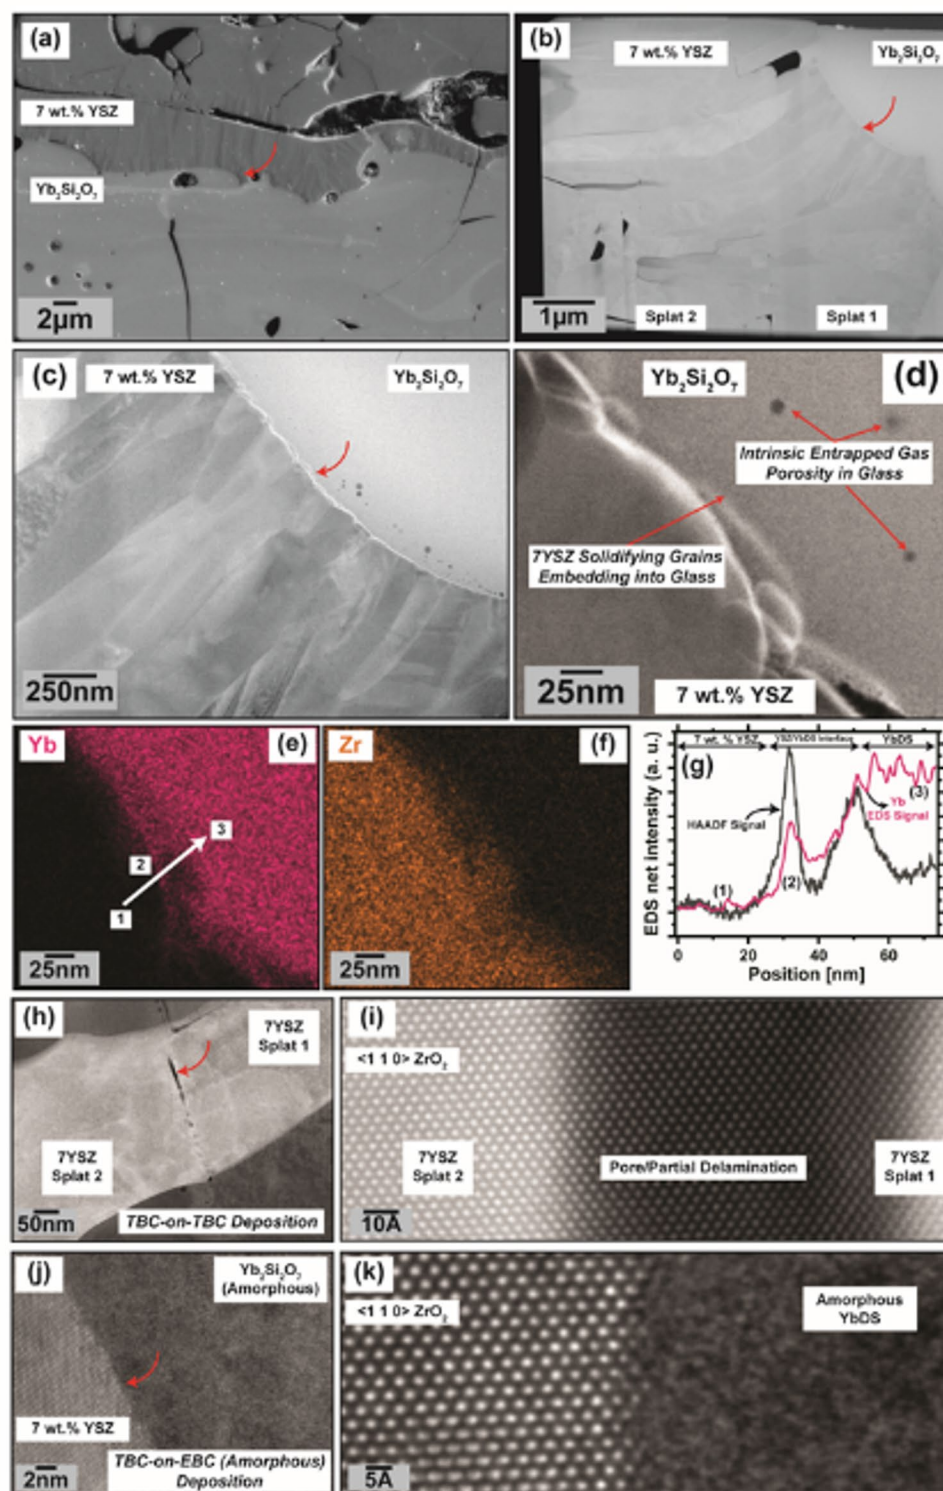 (a)
7 wt.% YSZ
Yb₂Si₂O₇
2μm
(b)
7 wt.% YSZ
Yb₂Si₂O₇
1μm
Splat 2
Splat 1
(c)
7 wt.% YSZ
Yb₂Si₂O₇
250nm
(d)
Yb₂Si₂O₇
Intrinsic Entrapped Gas
Porosity in Glass
7YSZ Solidifying Grains
Embedding into Glass
25nm
7 wt.% YSZ
Yb
(e)
3
2
1
25nm
Zr
(f)
25nm
7 wt.% YSZ
YSZ/YbDS Interface
YbDS
(g)
HAADF Signal
Yb
EDS Signal
(1)
(2)
(3)
EDS net intensity (a. u.)
0 20 40 60
Position [nm]
(h)
7YSZ
Splat 1
7YSZ
Splat 2
50nm
TBC-on-TBC Deposition
(i)
<1 1 0> ZrO₂
7YSZ
Splat 2
Pore/Partial Delamination
7YSZ
Splat 1
10Å
(j)
Yb₂Si₂O₇
(Amorphous)
7 wt.% YSZ
2nm
TBC-on-EBC (Amorphous)
Deposition
(k)
<1 1 0> ZrO₂
Amorphous
YbDS
5Å